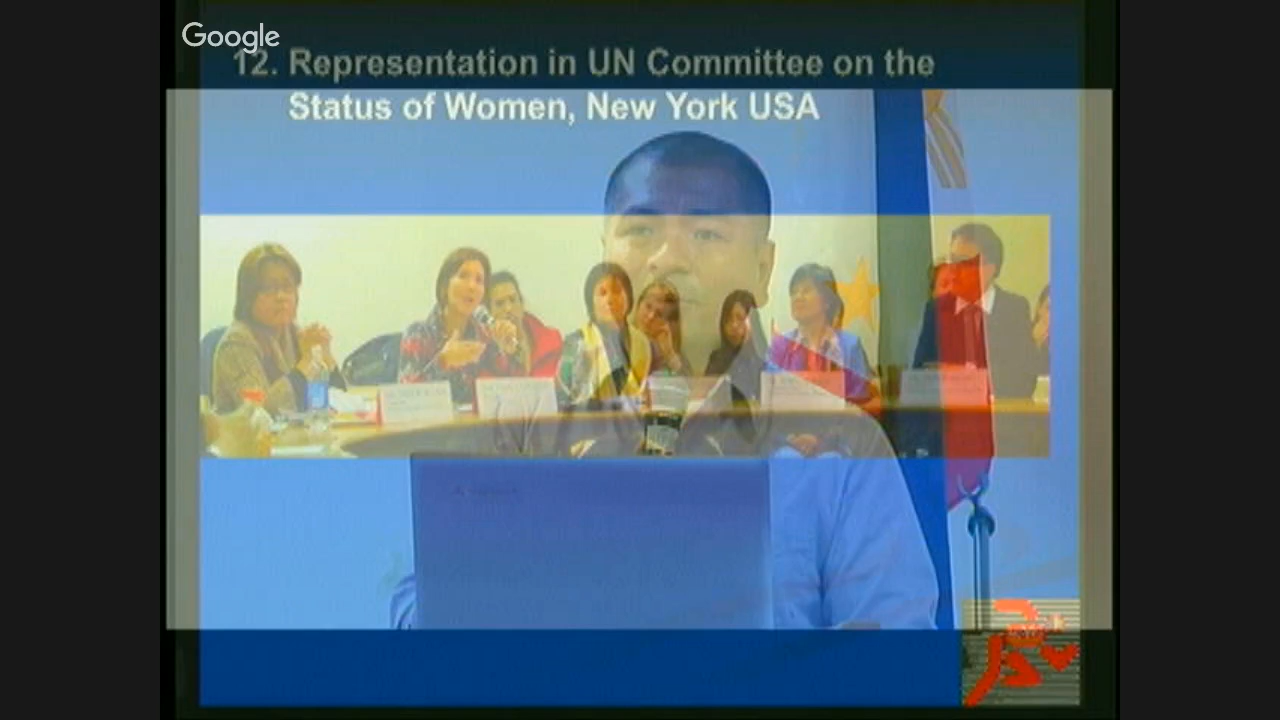 Google
12. Representation in UN Committee on the
Status of Women, New York USA